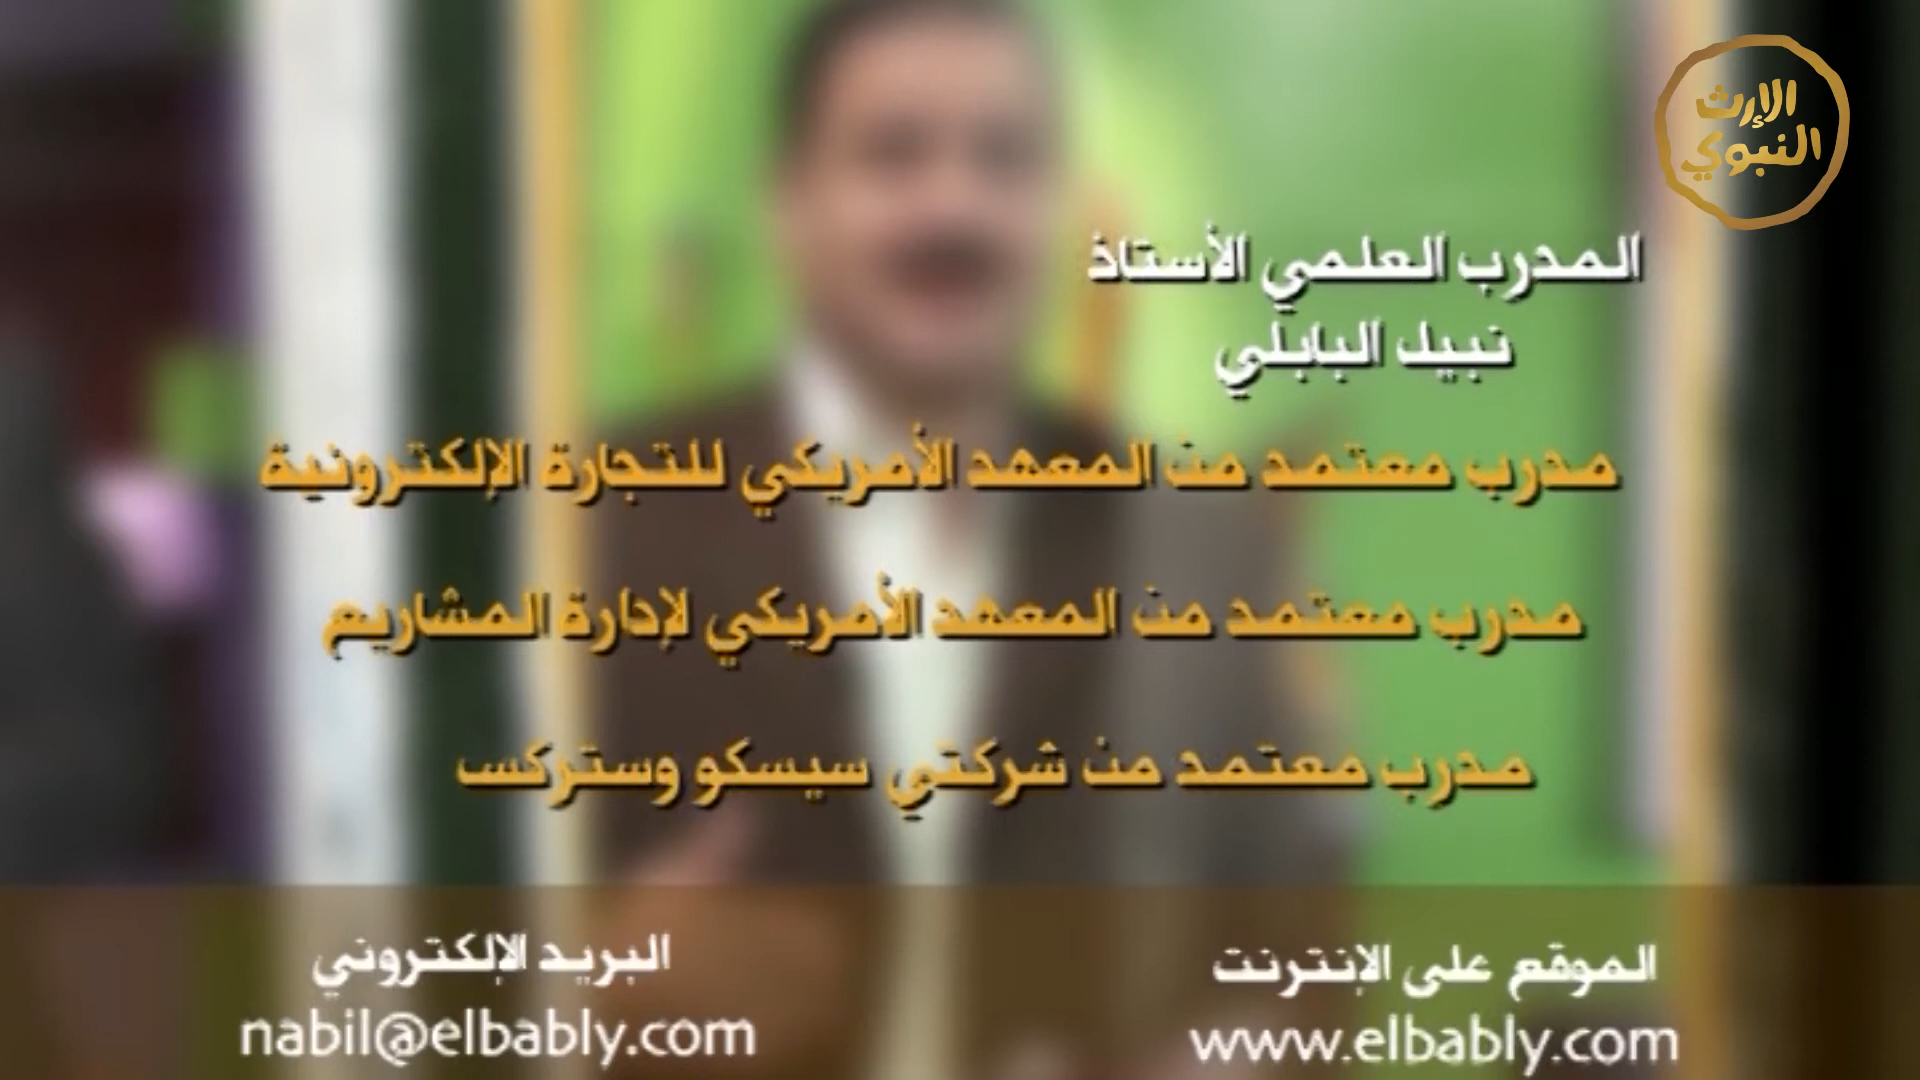 الإرث
النبوي
المدرب العلمي الأستاذ
نبيل البابلي
مدرب معتمد من المعهد الأمريكي للتجارة الإلكترونية
مدرب معتمد من المعهد الأمريكي لإدارة المشاريع
مدرب معتمد من شركتي سيسكو وستركس
الموقع على الإنترنت
www.elbably.com
البريد الإلكتروني
nabil@elbably.com